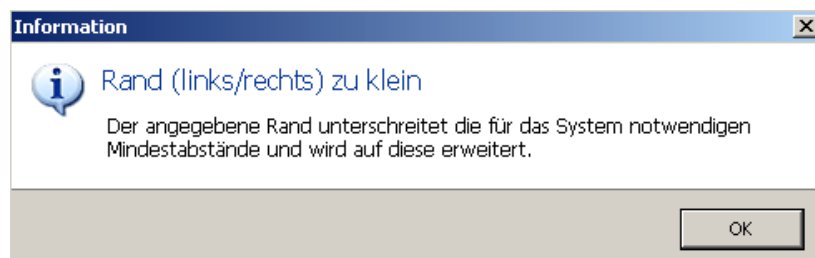 Information
Rand (links/rechts) zu klein
Der angegebene Rand unterschreitet die für das System notwendigen
Mindestabstände und wird auf diese erweitert.
OK